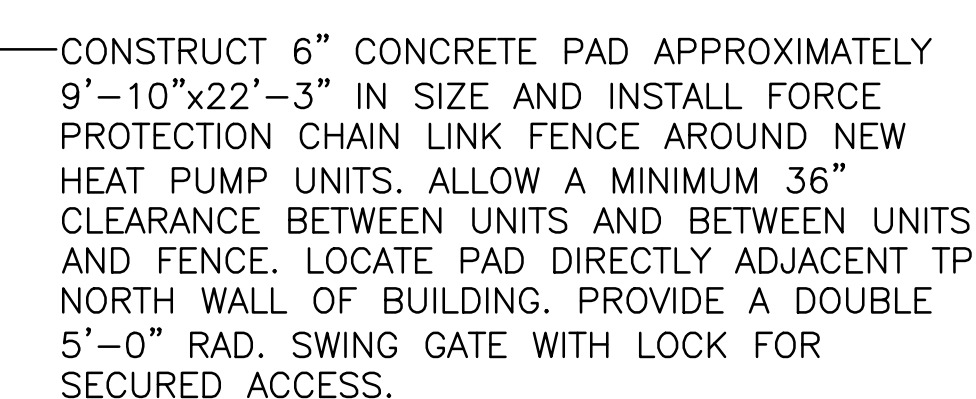 CONSTRUCT 6" CONCRETE PAD APPROXIMATELY
9'-10"x22'-3" IN SIZE AND INSTALL FORCE
PROTECTION CHAIN LINK FENCE AROUND NEW
HEAT PUMP UNITS. ALLOW A MINIMUM 36"
CLEARANCE BETWEEN UNITS AND BETWEEN UNITS
AND FENCE. LOCATE PAD DIRECTLY ADJACENT TP
NORTH WALL OF BUILDING. PROVIDE A DOUBLE
5'-0" RAD. SWING GATE WITH LOCK FOR
SECURED ACCESS.